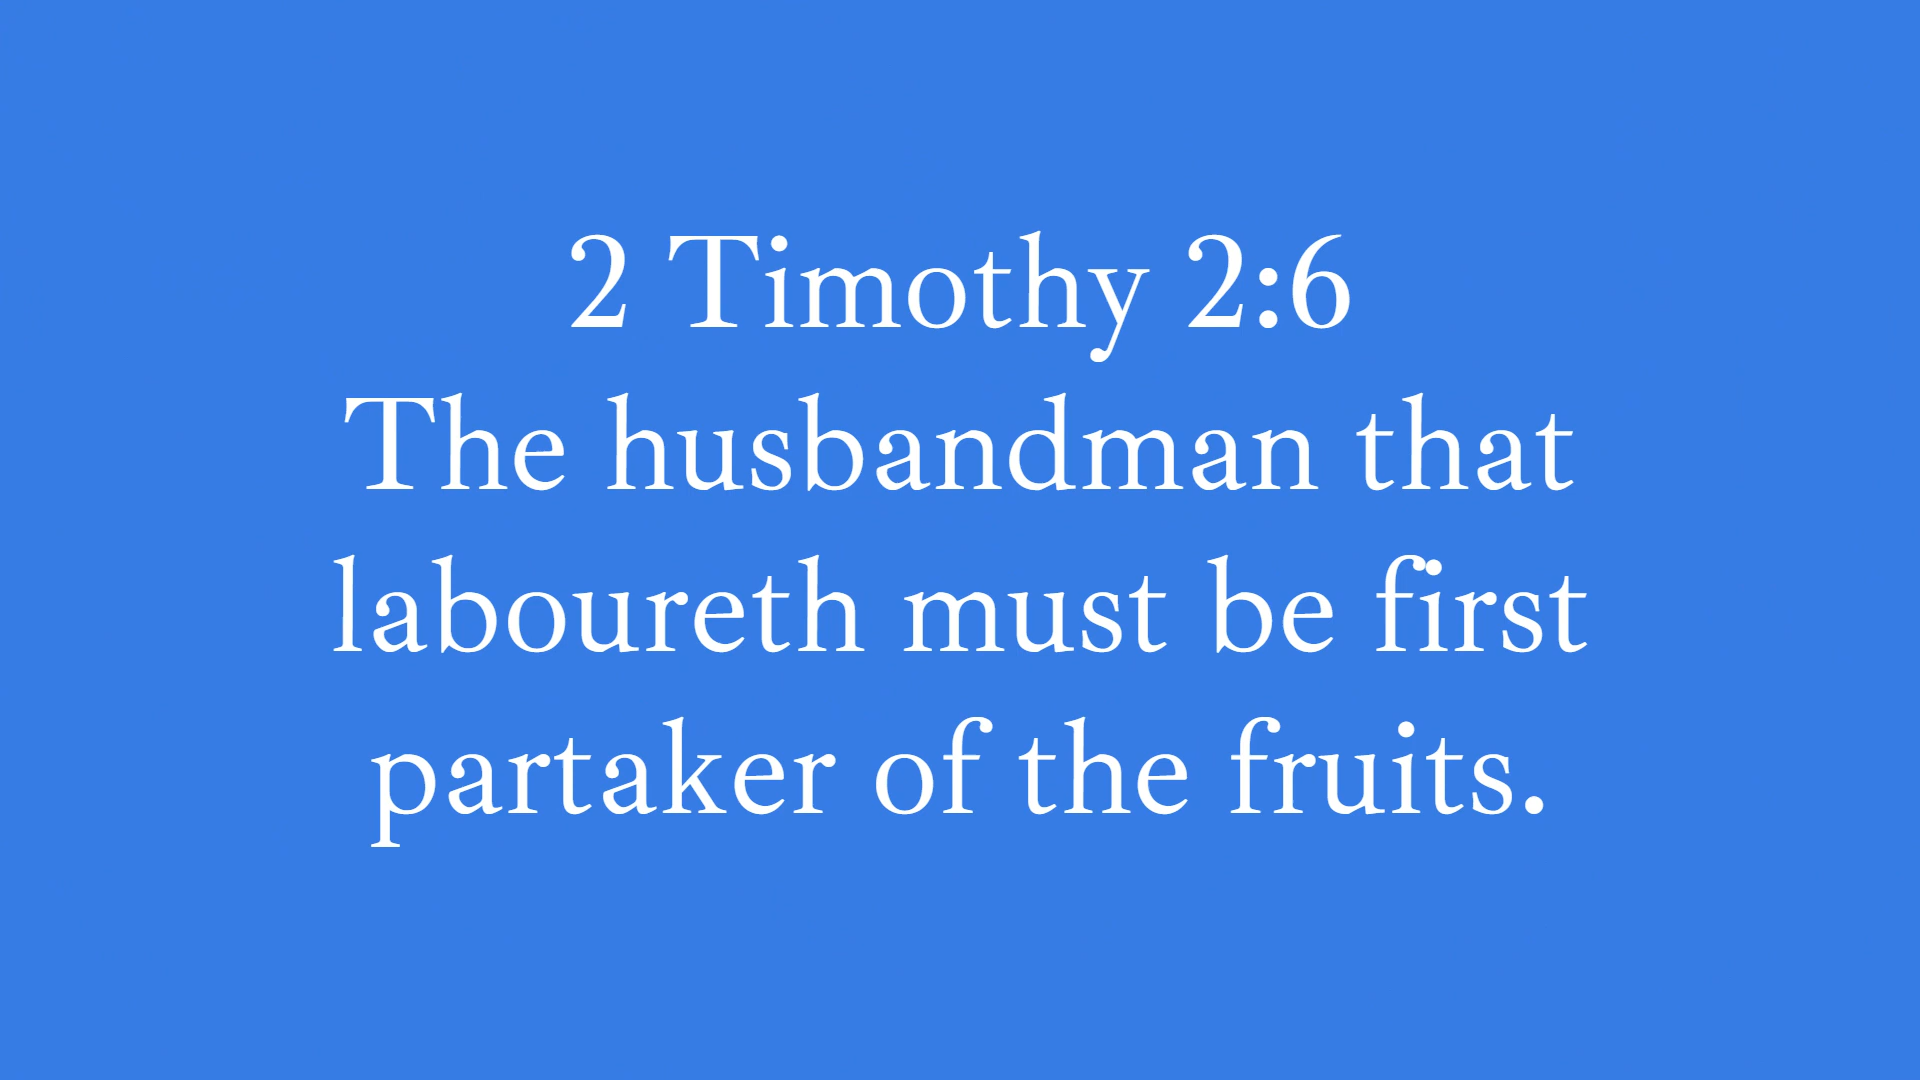 2 Timothy 2:6
The husbandman that
laboureth must be first
partaker of the fruits.